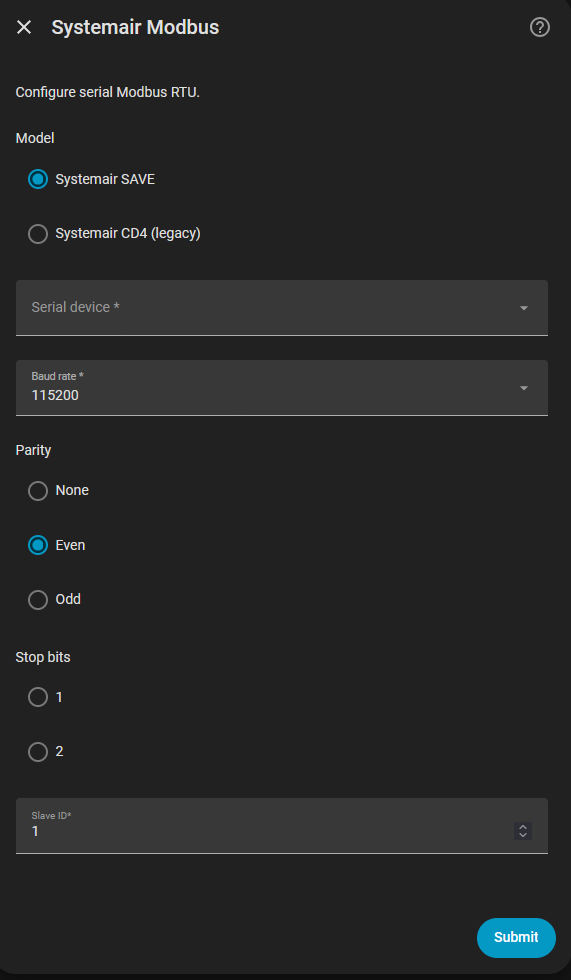 Systemair Modbus
Configure serial Modbus RTU.
Model
Systemair SAVE
Systemair CD4 (legacy)
Serial device *
Baud rate *
115200
Parity
None
Even
Odd
Stop bits
1
2
Slave ID*
1
Submit